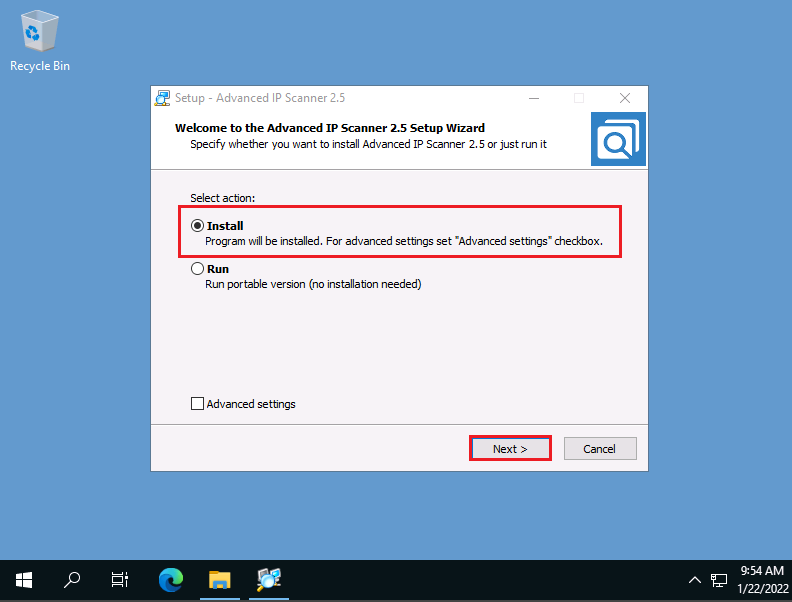 Recycle Bin
Setup - Advanced IP Scanner 2.5
Welcome to the Advanced IP Scanner 2.5 Setup Wizard
Specify whether you want to install Advanced IP Scanner 2.5 or just run it
Select action:
Install
Program will be installed. For advanced settings set "Advanced settings" checkbox.
Run
Run portable version (no installation needed)
Advanced settings
Next >
Cancel
9:54 AM
1/22/2022